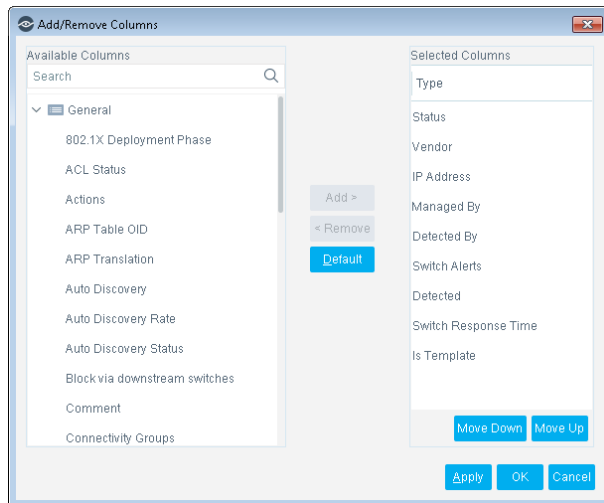 Add/Remove Columns
Available Columns
Search
General
802.1X Deployment Phase
ACL Status
Actions
ARP Table OID
ARP Translation
Auto Discovery
Auto Discovery Rate
Auto Discovery Status
Block via downstream switches
Comment
Connectivity Groups
Add >
< Remove
Default
Selected Columns
Type
Status
Vendor
IP Address
Managed By
Detected By
Switch Alerts
Detected
Switch Response Time
Is Template
Move Down Move Up
Apply OK Cancel